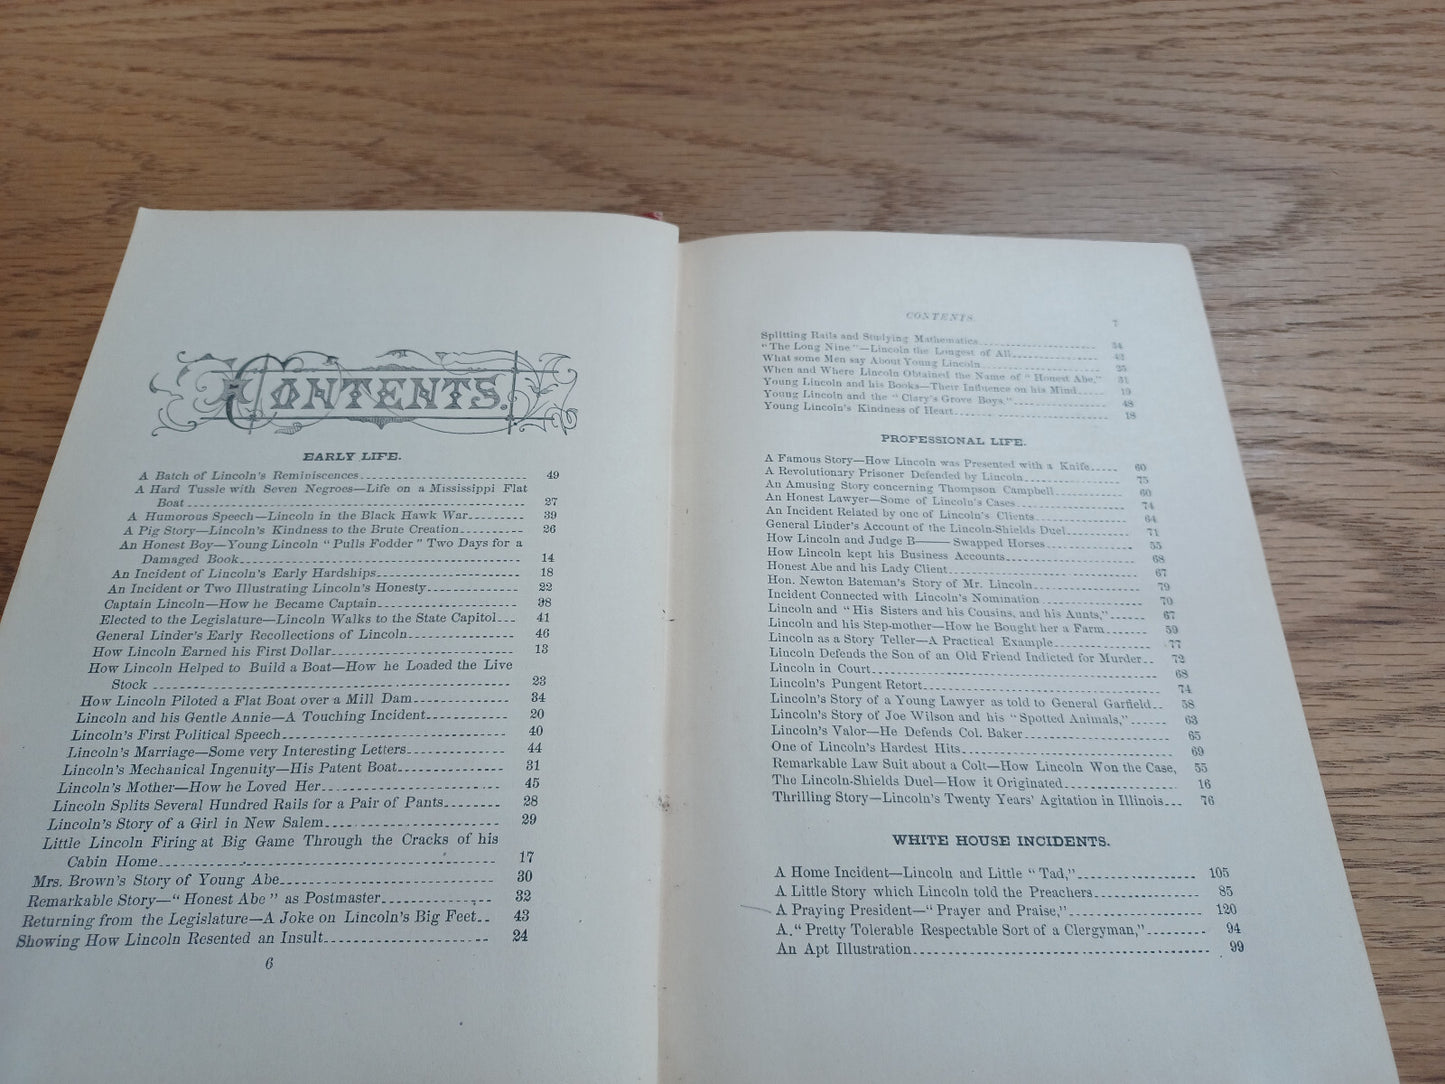 CONTENTS.
EARLY LIFE.
A Batch of Lincoln's Reminiscences 49
A Hard Tussle with Seven Negroes—Life on a Mississippi Flat
Boat 27
A Humorous Speech—Lincoln in the Black Hawk War 39
A Pig Story—Lincoln's Kindness to the Brute Creation 26
An Honest Boy—Young Lincoln "Pulls Fodder" Two Days for a
Damaged Book 14
An Incident of Lincoln's Early Hardships 18
An Incident or Two Illustrating Lincoln's Honesty 22
Captain Lincoln—How he Became Captain 98
Elected to the Legislature—Lincoln Walks to the State Capitol 41
General Linder's Early Recollections of Lincoln 46
How Lincoln Earned his First Dollar 13
How Lincoln Helped to Build a Boat—How he Loaded the Live
Stock 23
How Lincoln Piloted a Flat Boat over a Mill Dam 34
Lincoln and his Gentle Annie—A Touching Incident 20
Lincoln's First Political Speech 40
Lincoln's Marriage—Some very Interesting Letters 44
Lincoln's Mechanical Ingenuity—His Patent Boat 31
Lincoln's Mother—How he Loved Her 45
Lincoln Splits Several Hundred Rails for a Pair of Pants 28
Lincoln's Story of a Girl in New Salem 29
Little Lincoln Firing at Big Game Through the Cracks of his
Cabin Home 17
Mrs. Brown's Story of Young Abe 30
Remarkable Story—"Honest Abe" as Postmaster 32
Returning from the Legislature—A Joke on Lincoln's Big Feet 43
Showing How Lincoln Resented an Insult 24
6
CONTENTS. 7
Splitting Rails and Studying Mathematics 34
"The Long Nine"—Lincoln the Longest of All 42
What some Men say About Young Lincoln 25
When and Where Lincoln Obtained the Name of "Honest Abe," 31
Young Lincoln and his Books—Their Influence on his Mind 19
Young Lincoln and the "Clary's Grove Boys," 48
Young Lincoln's Kindness of Heart 18
PROFESSIONAL LIFE.
A Famous Story—How Lincoln was Presented with a Knife 60
A Revolutionary Prisoner Defended by Lincoln 75
An Amusing Story concerning Thompson Campbell 60
An Honest Lawyer—Some of Lincoln's Cases 74
An Incident Related by one of Lincoln's Clients 64
General Linder's Account of the Lincoln-Shields Duel 71
How Lincoln and Judge B—— Swapped Horses 55
How Lincoln kept his Business Accounts 68
Honest Abe and his Lady Client 67
Hon. Newton Bateman's Story of Mr. Lincoln 79
Incident Connected with Lincoln's Nomination 70
Lincoln and "His Sisters and his Cousins, and his Aunts," 67
Lincoln and his Step-mother—How he Bought her a Farm 59
Lincoln as a Story Teller—A Practical Example 77
Lincoln Defends the Son of an Old Friend Indicted for Murder 72
Lincoln in Court 68
Lincoln's Pungent Retort 74
Lincoln's Story of a Young Lawyer as told to General Garfield 58
Lincoln's Story of Joe Wilson and his "Spotted Animals," 63
Lincoln's Valor—He Defends Col. Baker 65
One of Lincoln's Hardest Hits 69
Remarkable Law Suit about a Colt—How Lincoln Won the Case, 55
The Lincoln-Shields Duel—How it Originated 16
Thrilling Story—Lincoln's Twenty Years' Agitation in Illinois 76
WHITE HOUSE INCIDENTS.
A Home Incident—Lincoln and Little "Tad," 105
A Little Story which Lincoln told the Preachers 85
A Praying President—"Prayer and Praise," 120
A "Pretty Tolerable Respectable Sort of a Clergyman," 94
An Apt Illustration 99